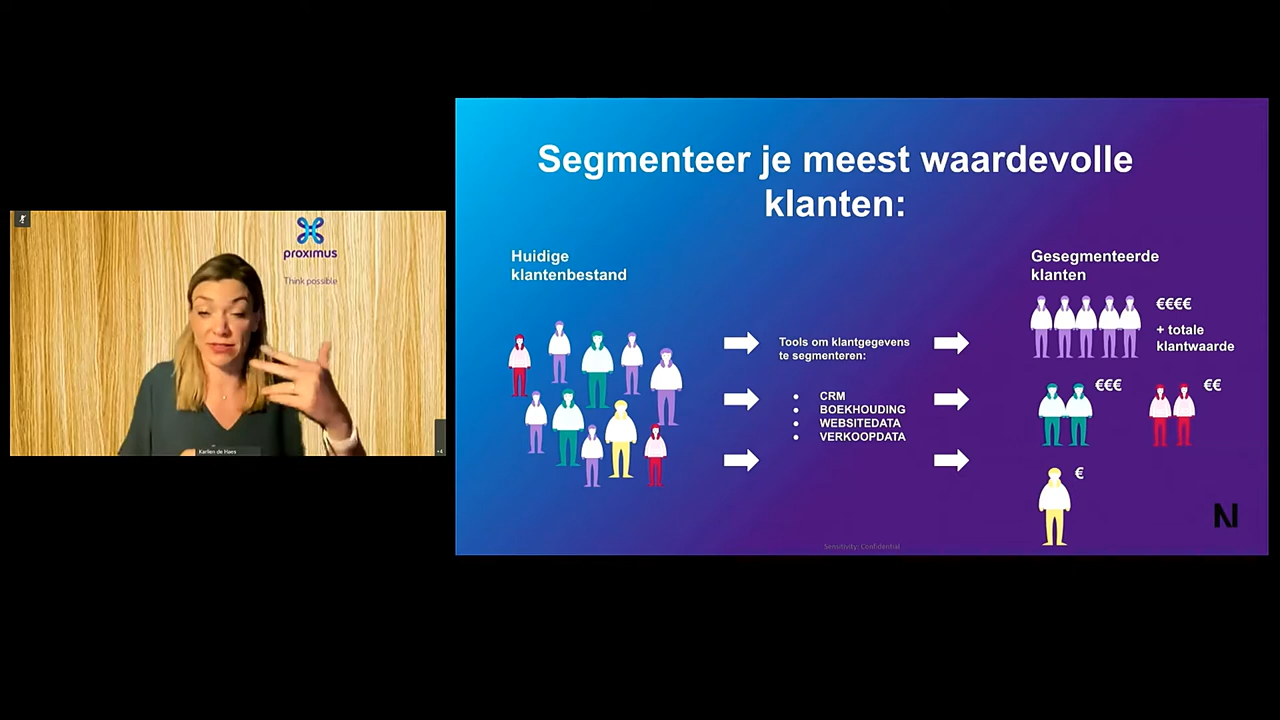 proximus
Think possible
Karlien de Haes
+4
Segmenteer je meest waardevolle
klanten:
Huidige
klantenbestand
Tools om klantgegevens
te segmenteren:
CRM
BOEKHOUDING
WEBSITEDATA
VERKOOPDATA
Gesegmenteerde
klanten
€€€€
+ totale
klantwaarde
€€€
€€
€
N
Sensitivity: Confidential